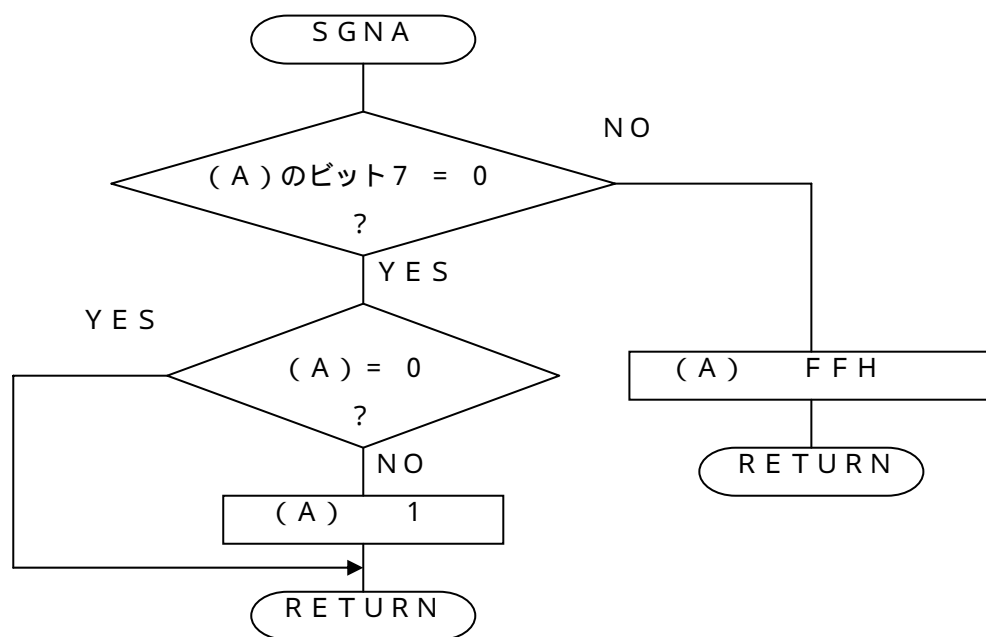 SGNA
NO
(A)のビット7 = 0
?
YES
YES
(A)= 0
?
(A) FFH
NO
RETURN
(A) 1
RETURN